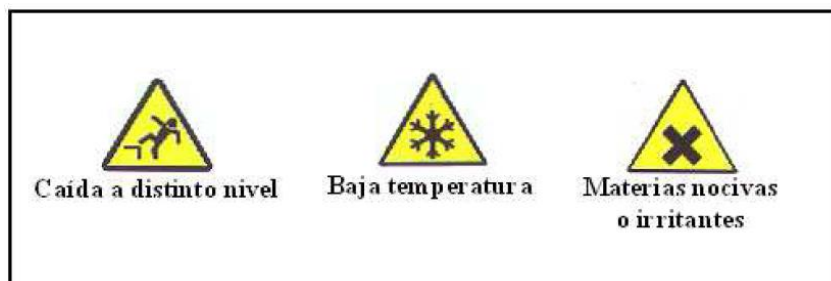 Caída a distinto nivel
Baja temperatura
Materias nocivas
o irritantes